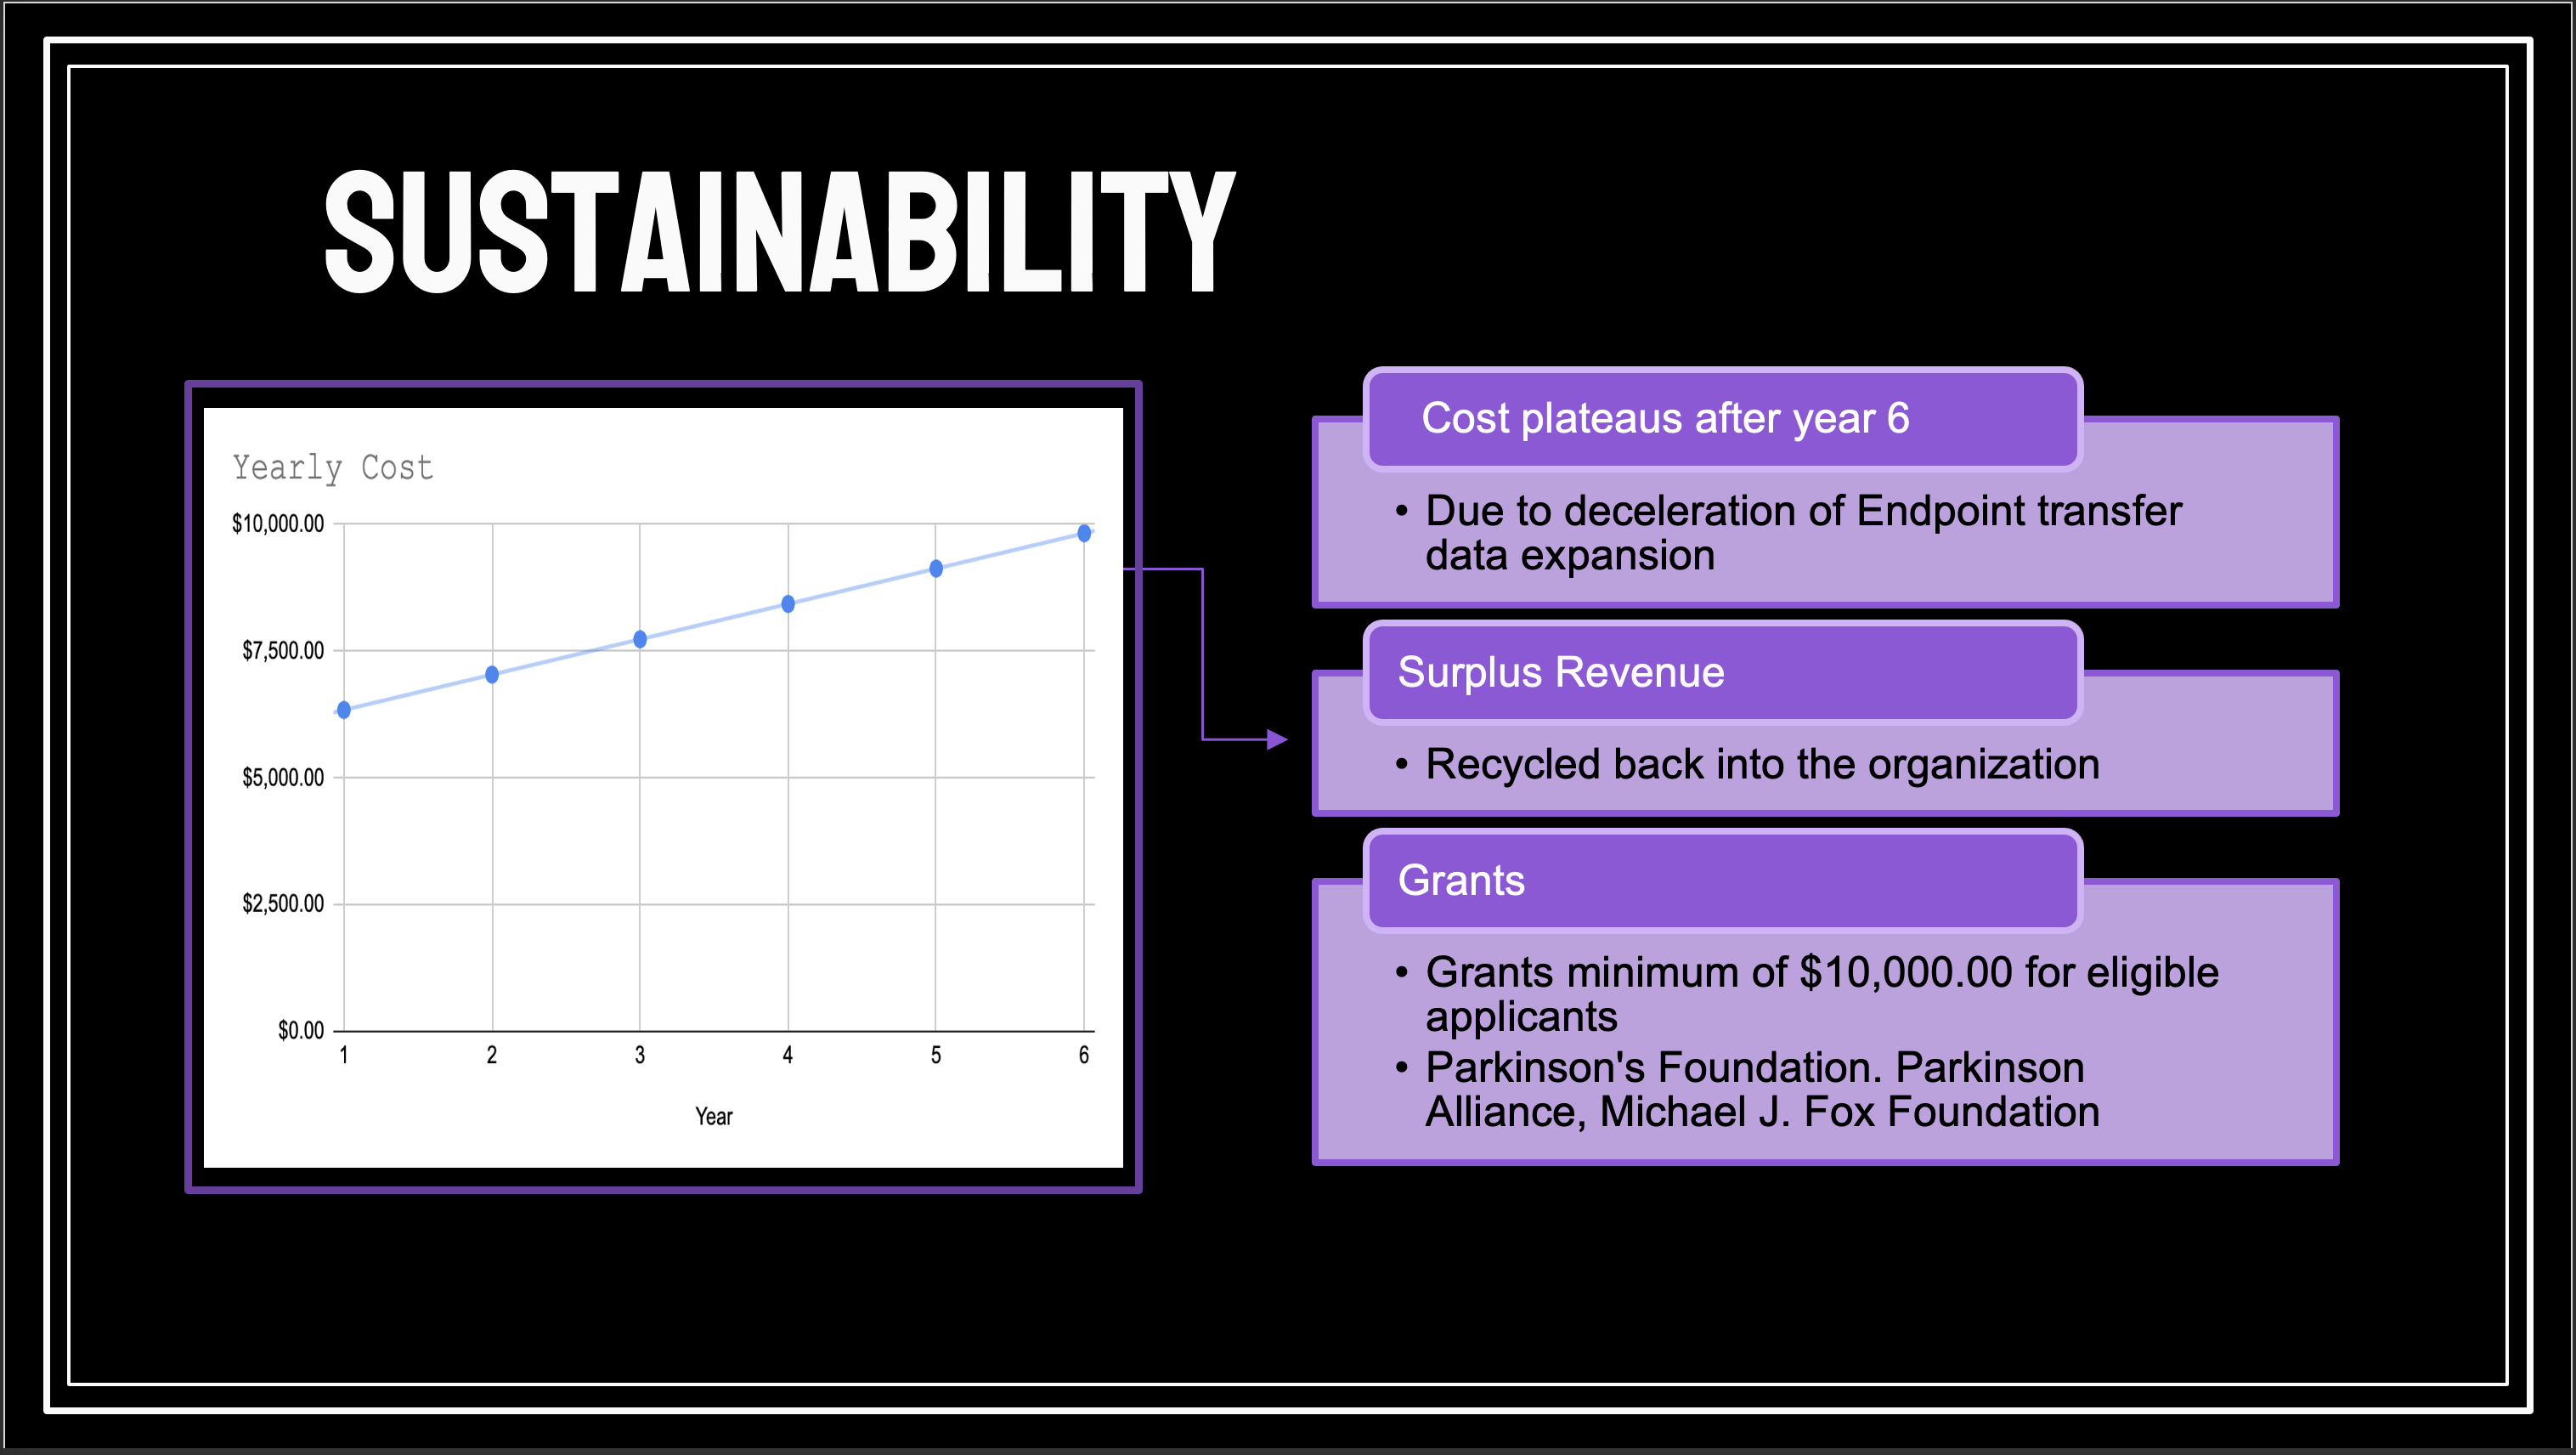 SUSTAINABILITY
Yearly Cost
$10,000.00
$7,500.00
$5,000.00
$2,500.00
$0.00
1 2 3 4 5 6
Year
Cost plateaus after year 6
• Due to deceleration of Endpoint transfer
data expansion
Surplus Revenue
• Recycled back into the organization
Grants
• Grants minimum of $10,000.00 for eligible
applicants
• Parkinson's Foundation. Parkinson
Alliance, Michael J. Fox Foundation